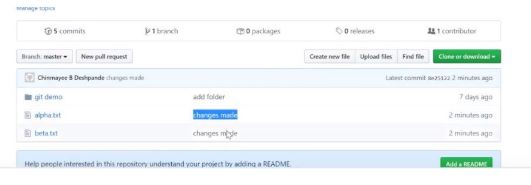 Manage topics
5 commits 1 branch 0 packages 0 releases 1 contributor
Branch: master New pull request Create new file Upload files Find file Clone or download
Chinmayee B Deshpande changes made Latest commit 2 minutes ago
git demo add folder 7 days ago
alpha.txt changes made 2 minutes ago
beta.txt changes made 2 minutes ago
Help people interested in this repository understand your project by adding a README. Add a README